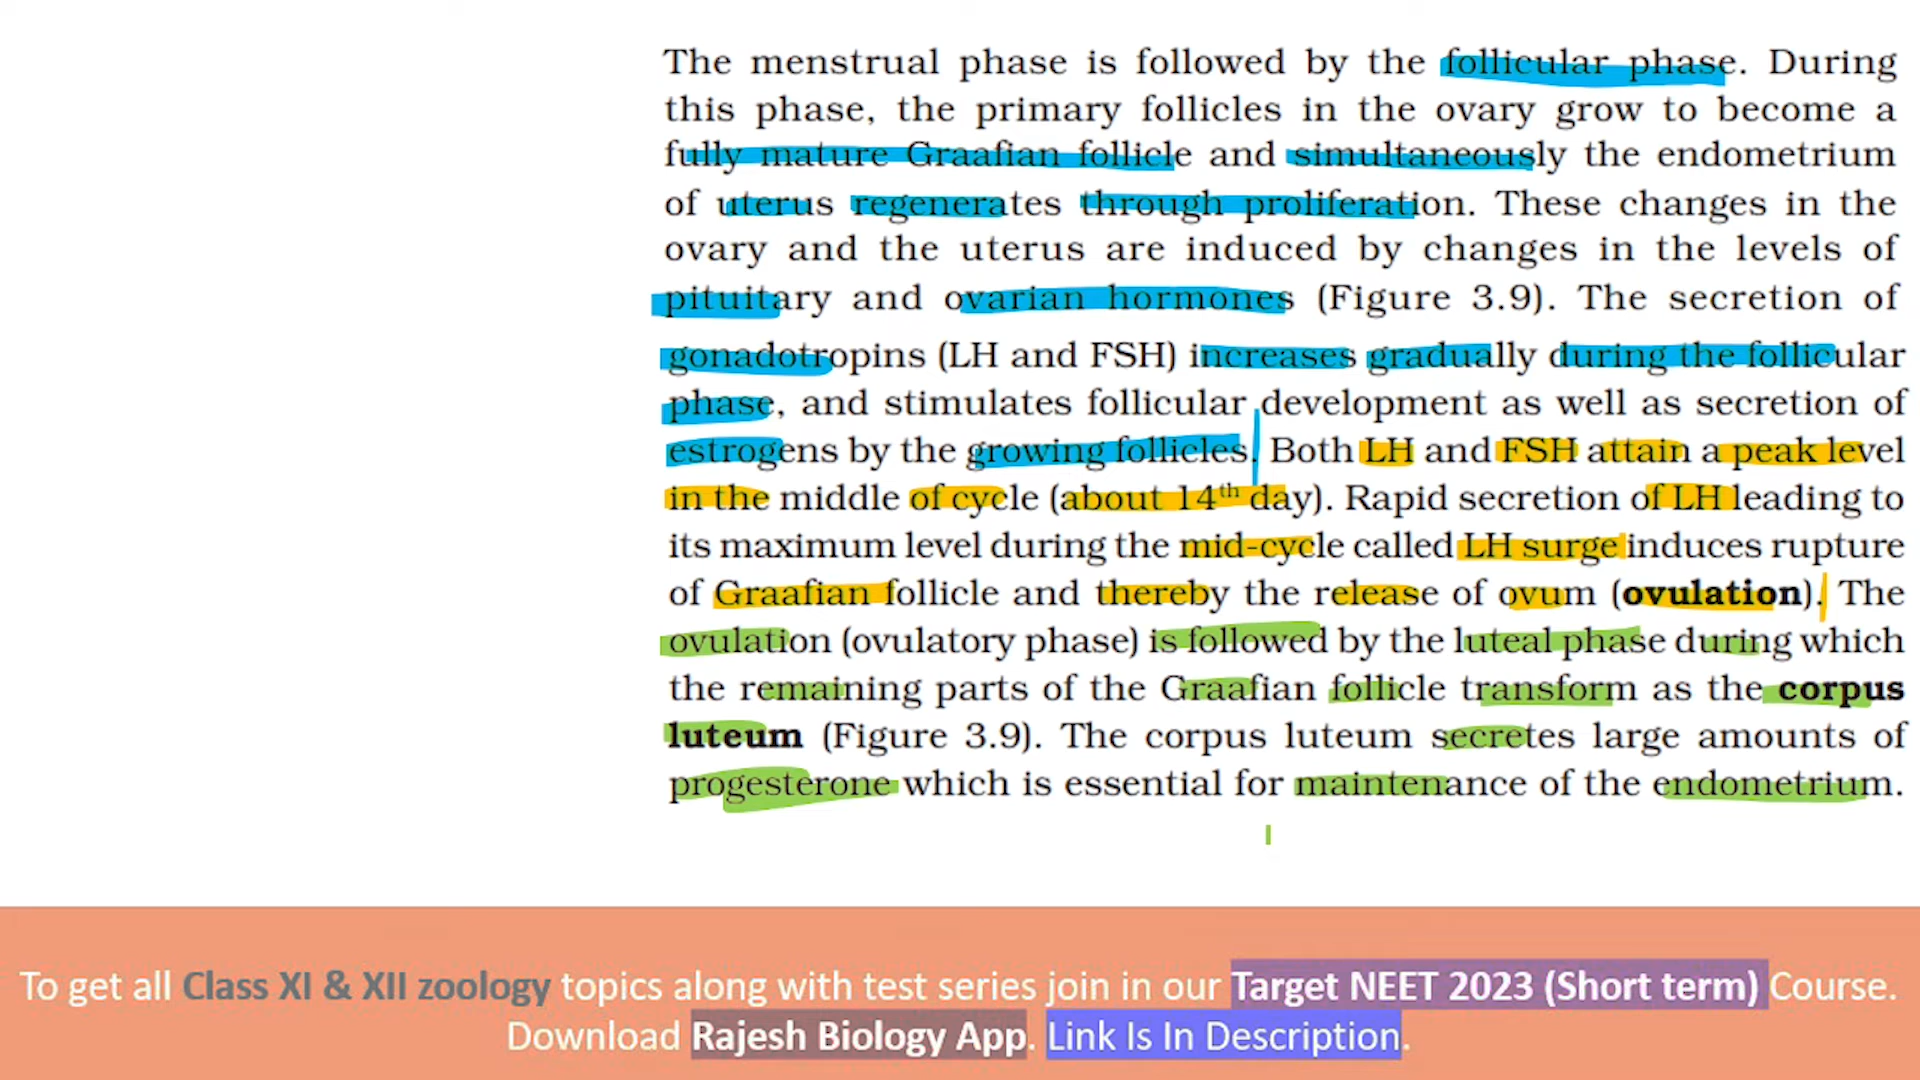 The menstrual phase is followed by the follicular phase. During
this phase, the primary follicles in the ovary grow to become a
fully mature Graafian follicle and simultaneously the endometrium
of uterus regenerates through proliferation. These changes in the
ovary and the uterus are induced by changes in the levels of
pituitary and ovarian hormones (Figure 3.9). The secretion of
gonadotropins (LH and FSH) increases gradually during the follicular
phase, and stimulates follicular development as well as secretion of
estrogens by the growing follicles. Both LH and FSH attain a peak level
in the middle of cycle (about 14th day). Rapid secretion of LH leading to
its maximum level during the mid-cycle called LH surge induces rupture
of Graafian follicle and thereby the release of ovum (ovulation). The
ovulation (ovulatory phase) is followed by the luteal phase during which
the remaining parts of the Graafian follicle transform as the corpus
luteum (Figure 3.9). The corpus luteum secretes large amounts of
progesterone which is essential for maintenance of the endometrium.
To get all Class XI & XII zoology topics along with test series join in our Target NEET 2023 (Short term) Course.
Download Rajesh Biology App. Link Is In Description.